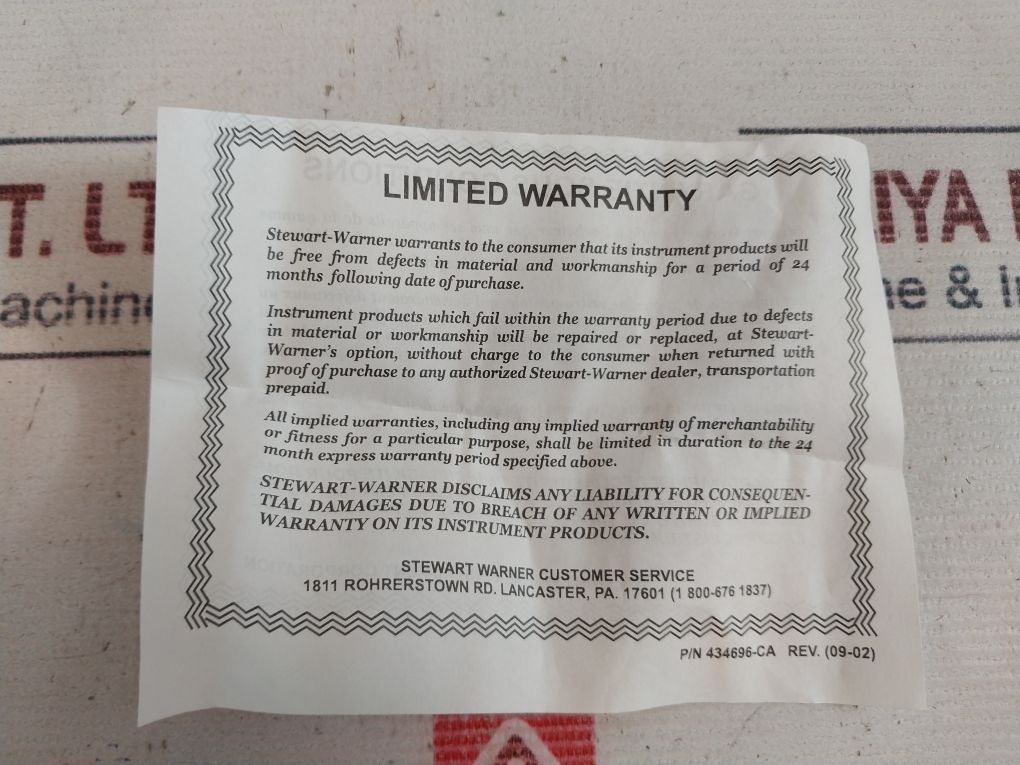 LIMITED WARRANTY
Stewart-Warner warrants to the consumer that its instrument products will
be free from defects in material and workmanship for a period of 24
months following date of purchase.
Instrument products which fail within the warranty period due to defects
in material or workmanship will be repaired or replaced, at Stewart-
Warner's option, without charge to the consumer when returned with
proof of purchase to any authorized Stewart-Warner dealer, transportation
prepaid.
All implied warranties, including any implied warranty of merchantability
or fitness for a particular purpose, shall be limited in duration to the 24
month express warranty period specified above.
STEWART-WARNER DISCLAIMS ANY LIABILITY FOR CONSEQUEN-
TIAL DAMAGES DUE TO BREACH OF ANY WRITTEN OR IMPLIED
WARRANTY ON ITS INSTRUMENT PRODUCTS.
STEWART WARNER CUSTOMER SERVICE
1811 ROHRERSTOWN RD. LANCASTER, PA. 17601 (1 800-676 1837)
P/N 434696-CA REV. (09-02)
T. LT
IYA
achine
ne & I